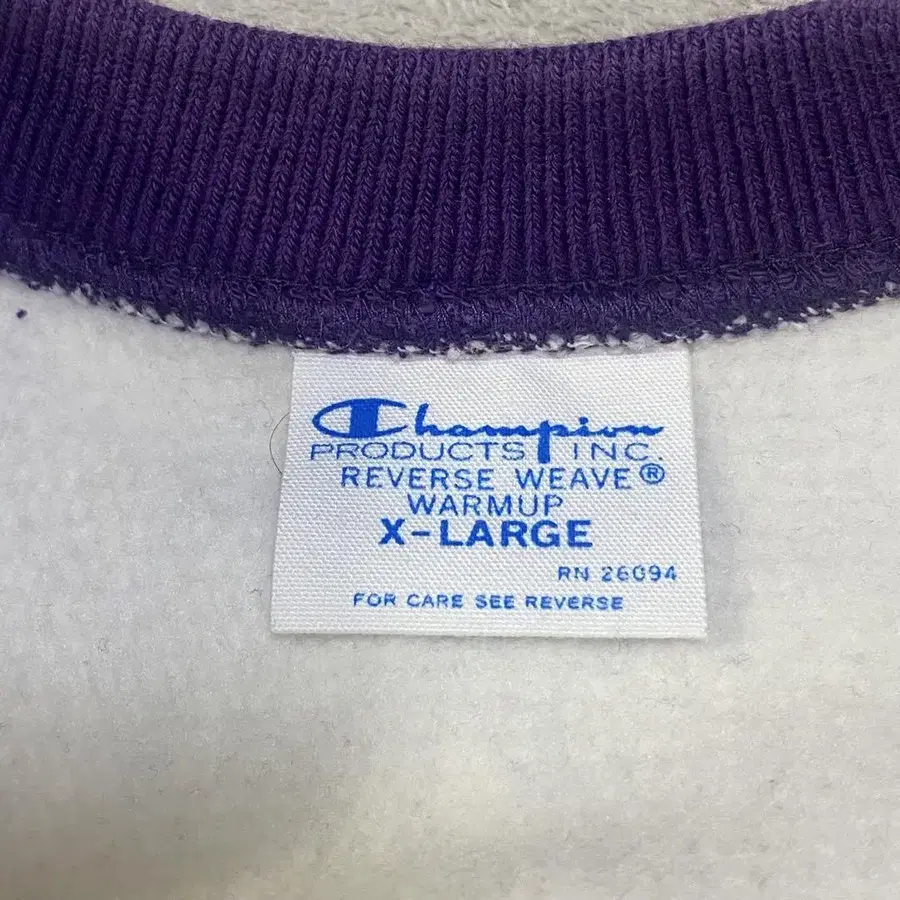 Champion
PRODUCTS INC.
REVERSE WEAVE®
WARMUP
X-LARGE
RN 26094
FOR CARE SEE REVERSE